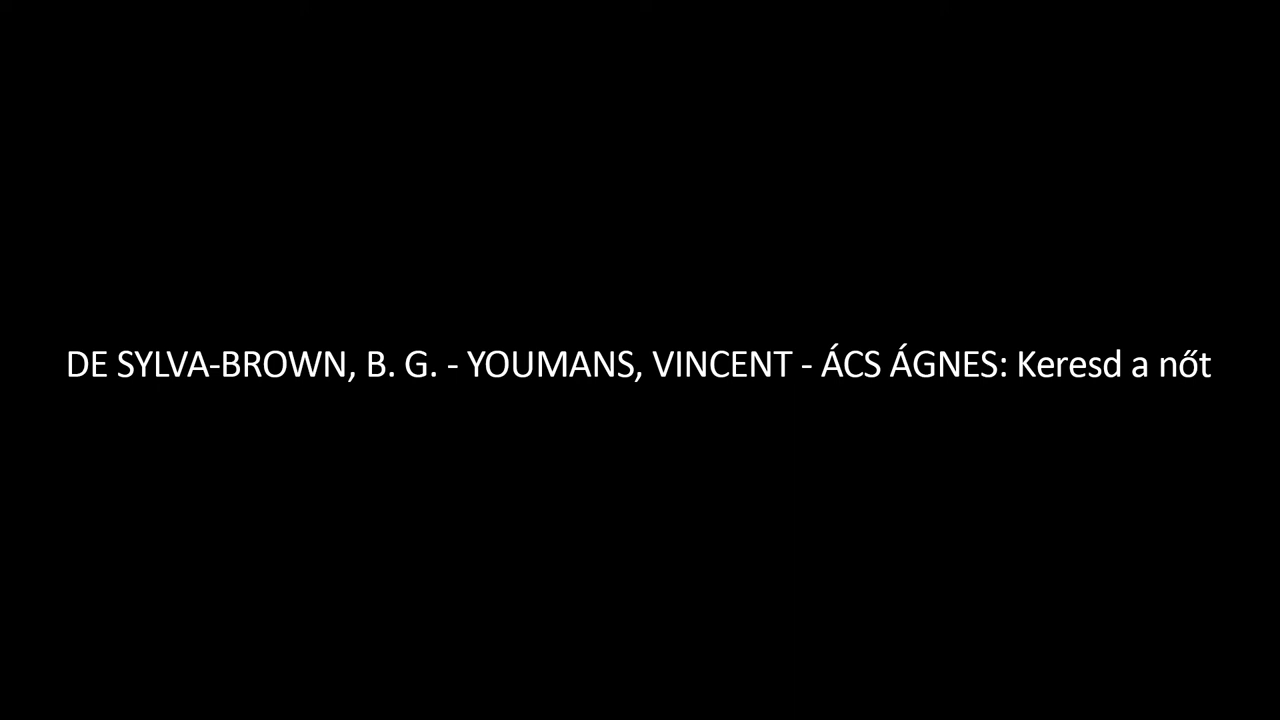 DE SYLVA-BROWN, B. G. - YOUMANS, VINCENT - ÁCS ÁGNES: Keresd a nőt